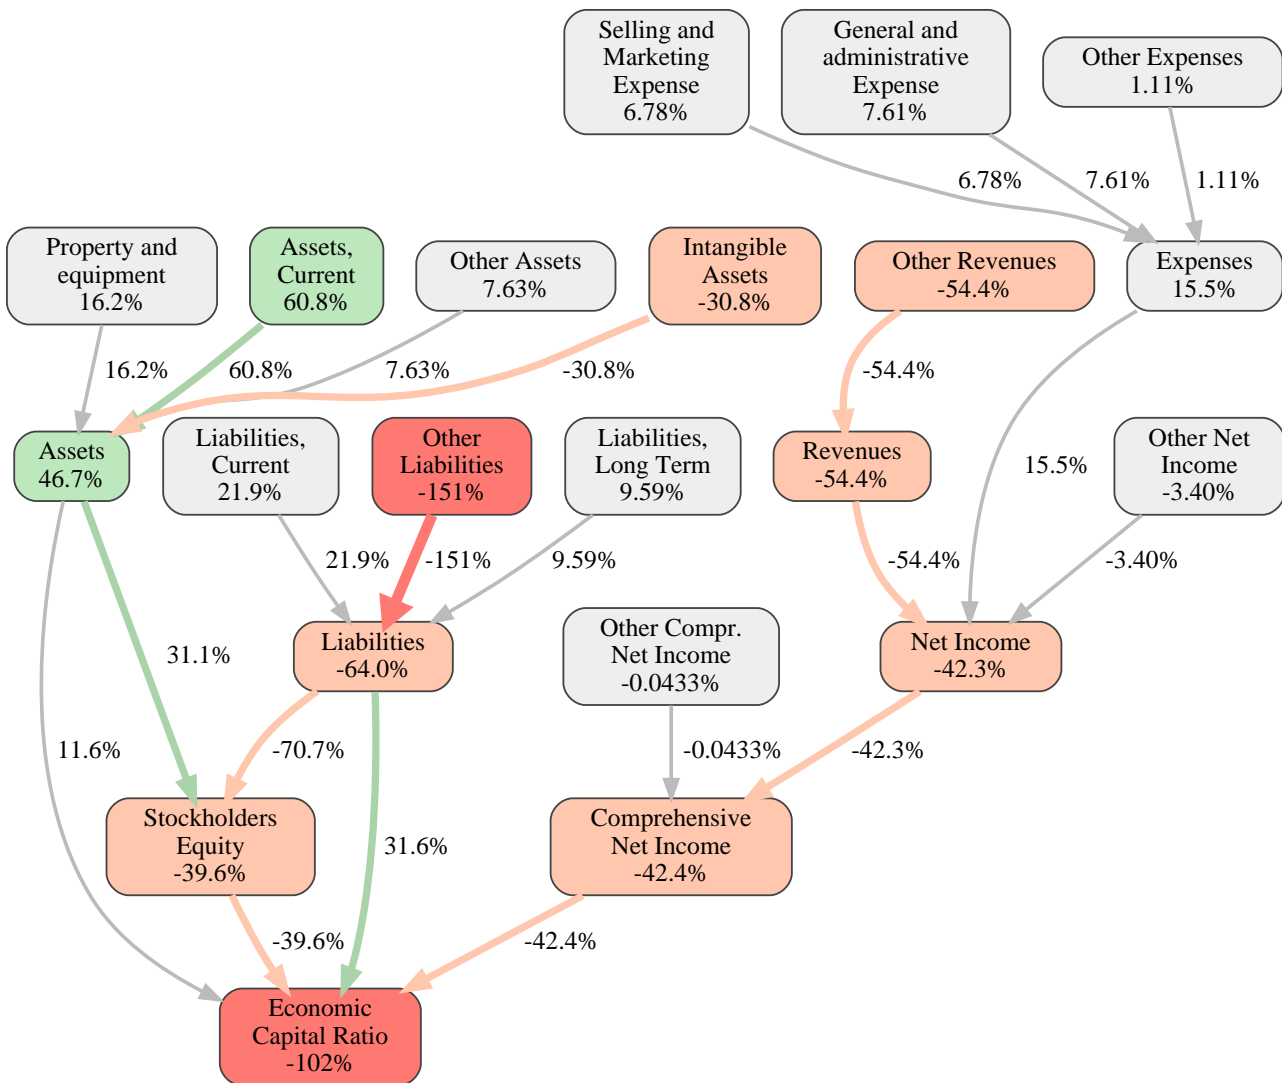 Selling and
Marketing
Expense
6.78%
General and
administrative
Expense
7.61%
Other Expenses
1.11%
6.78%
7.61%
1.11%
Property and
equipment
16.2%
Assets,
Current
60.8%
Other Assets
7.63%
Intangible
Assets
-30.8%
Other Revenues
-54.4%
Expenses
15.5%
16.2%
60.8%
7.63%
-30.8%
-54.4%
Assets
46.7%
Liabilities,
Current
21.9%
Other
Liabilities
-151%
Liabilities,
Long Term
9.59%
Revenues
-54.4%
15.5%
Other Net
Income
-3.40%
21.9%
-151%
9.59%
-54.4%
-3.40%
31.1%
Liabilities
-64.0%
Other Compr.
Net Income
-0.0433%
Net Income
-42.3%
11.6%
-70.7%
-0.0433%
-42.3%
Stockholders
Equity
-39.6%
31.6%
Comprehensive
Net Income
-42.4%
-39.6%
-42.4%
Economic
Capital Ratio
-102%